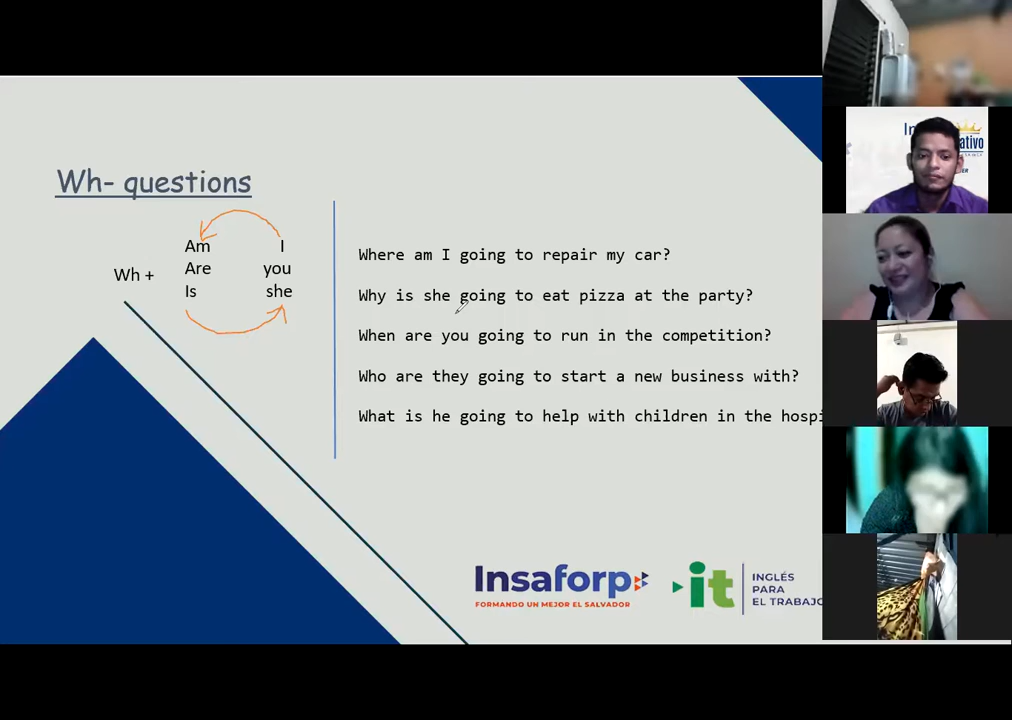 Wh- questions
Wh +
Am I
Are you
Is she
Where am I going to repair my car?
Why is she going to eat pizza at the party?
When are you going to run in the competition?
Who are they going to start a new business with?
What is he going to help with children in the
Insaforp
FORMANDO UN MEJOR EL SALVADOR
it
INGLÉS
PARA
EL TRABAJO